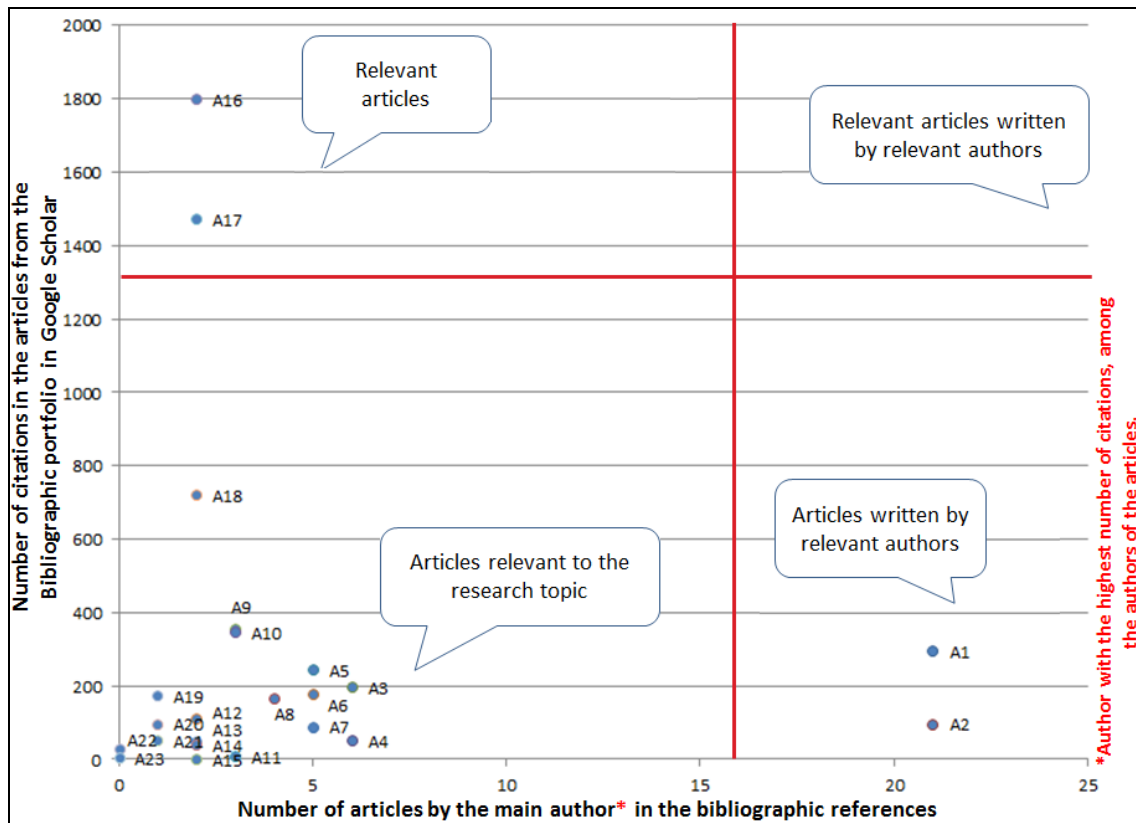 Number of citations in the articles from the
Bibliographic portfolio in Google Scholar
2000
1800
1600
1400
1200
1000
800
600
400
200
0
Relevant
articles
Relevant articles written
by relevant authors
Articles relevant to the
research topic
Articles written by
relevant authors
A16
A17
A18
A9
A10
A5
A3
A1
A19
A8
A6
A12
A20
A13
A7
A2
A22
A21
A14
A4
A23
A15
A11
0
5
10
15
20
25
Number of articles by the main author* in the bibliographic references
*Author with the highest number of citations, among
the authors of the articles.